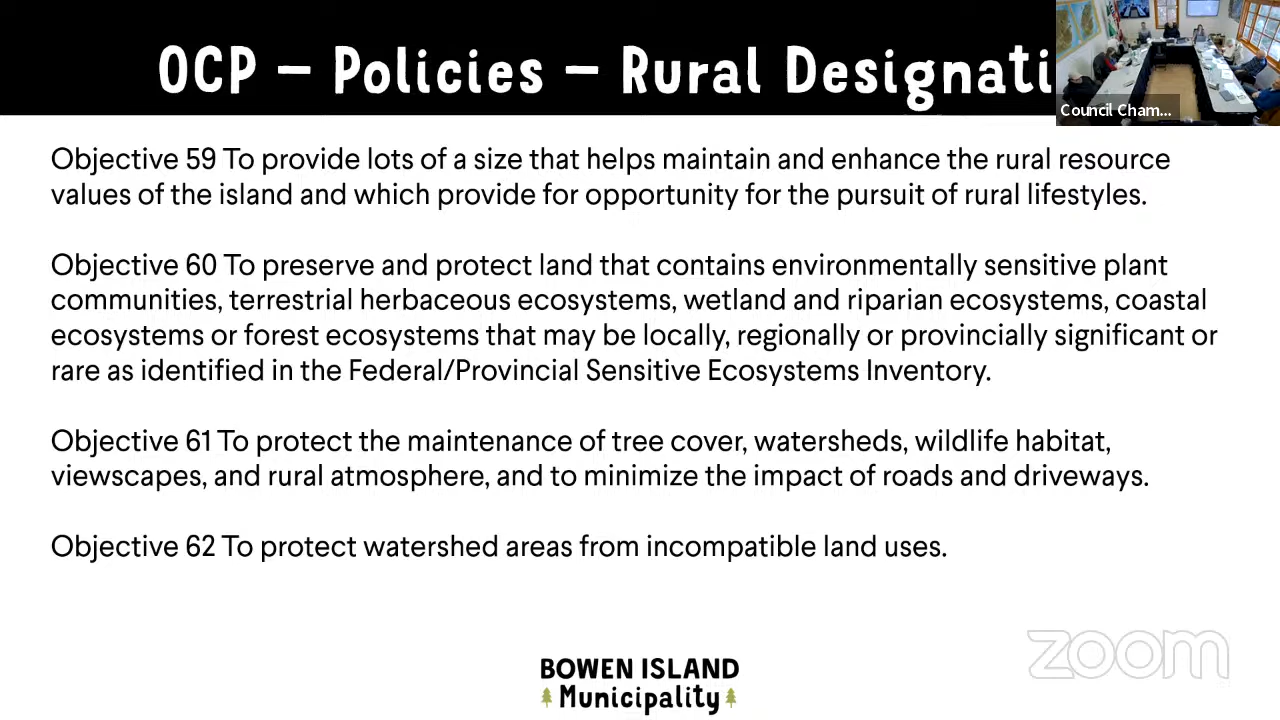 OCP – Policies – Rural Designati
Council Cham...
Objective 59 To provide lots of a size that helps maintain and enhance the rural resource
values of the island and which provide for opportunity for the pursuit of rural lifestyles.
Objective 60 To preserve and protect land that contains environmentally sensitive plant
communities, terrestrial herbaceous ecosystems, wetland and riparian ecosystems, coastal
ecosystems or forest ecosystems that may be locally, regionally or provincially significant or
rare as identified in the Federal/Provincial Sensitive Ecosystems Inventory.
Objective 61 To protect the maintenance of tree cover, watersheds, wildlife habitat,
viewscapes, and rural atmosphere, and to minimize the impact of roads and driveways.
Objective 62 To protect watershed areas from incompatible land uses.
zoom
BOWEN ISLAND
Municipality